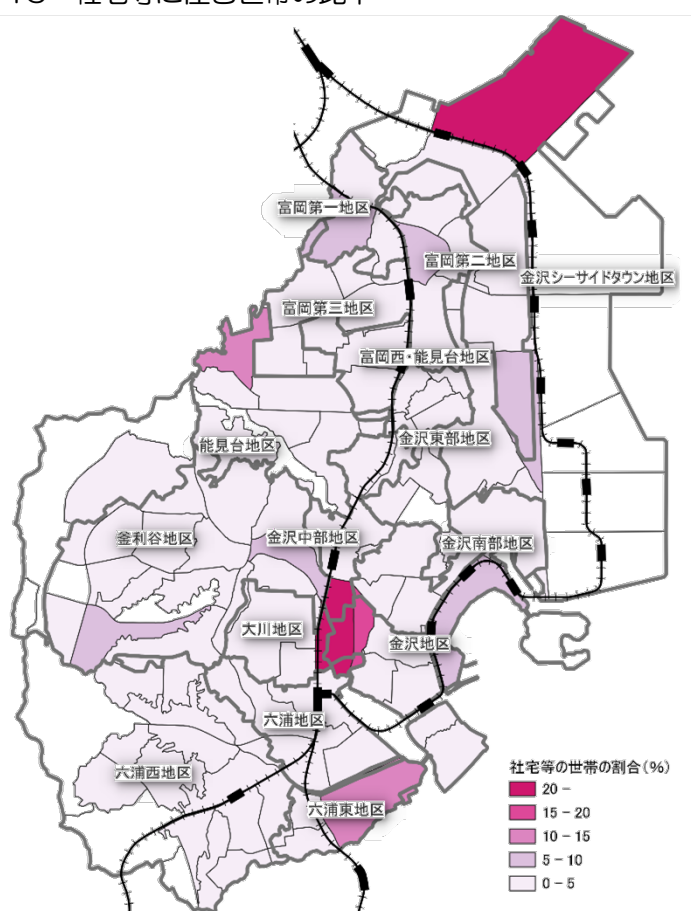 富岡第一地区
富岡第二地区
金沢シーサイドタウン地区
富岡第三地区
富岡西・能見台地区
金沢東部地区
能見台地区
釜利谷地区
金沢中部地区
金沢南部地区
大川地区
金沢地区
六浦地区
六浦西地区
六浦東地区
社宅等の世帯の割合(%)
20 -
15 - 20
10 - 15
5 - 10
0 - 5